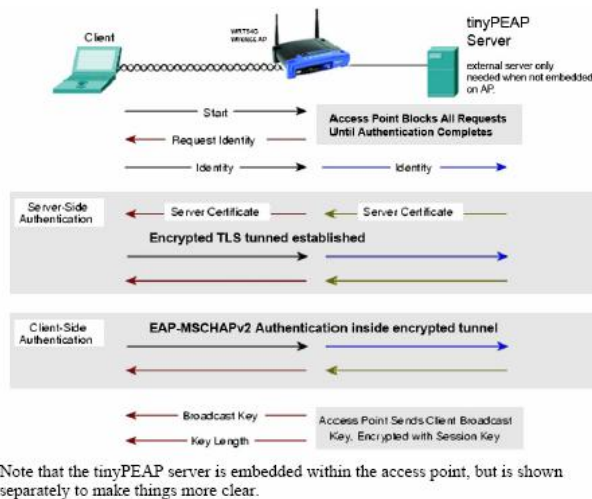 Client
WRT54G
tinyPEAP
Server
external server only
needed when not embedded
on AP.
Start
Access Point Blocks All Requests
Until Authentication Completes
Request Identity
Identity
Identity
Server-Side
Authentication
Server Certificate
Server Certificate
Encrypted TLS tunned established
Client-Side
Authentication
EAP-MSCHAPv2 Authentication inside encrypted tunnel
Broadcast Key
Access Point Sends Client Broadcast
Key, Encrypted with Session Key
Key Length
Note that the tinyPEAP server is embedded within the access point, but is shown
separately to make things more clear.